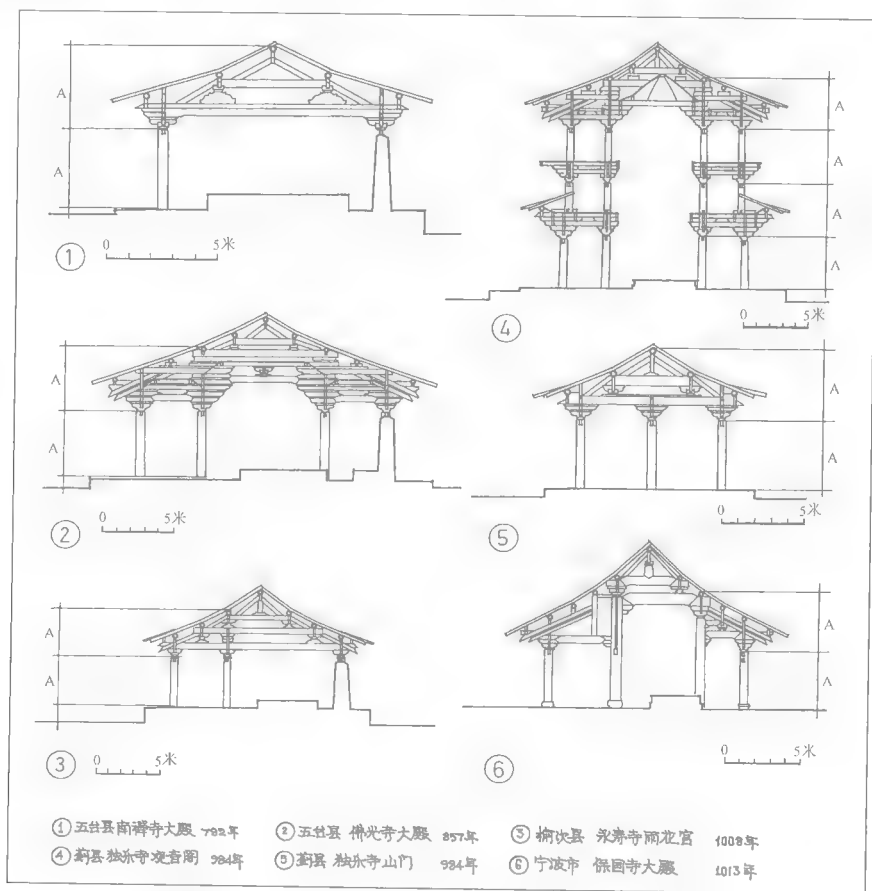 A
A
① 0 5米
A
A
② 0 5米
A
A
③ 0 5米
A
A
A
A
④ 0 5米
A
A
⑤ 0 5米
A
A
⑥ 0 5米
①五台县南禅寺大殿 782年 ②五台县 佛光寺大殿 857年 ③榆次县 永寿寺雨花宫 1008年
④蓟县 独乐寺观音阁 984年 ⑤蓟县 独乐寺山门 984年 ⑥宁波市 保国寺大殿 1013年